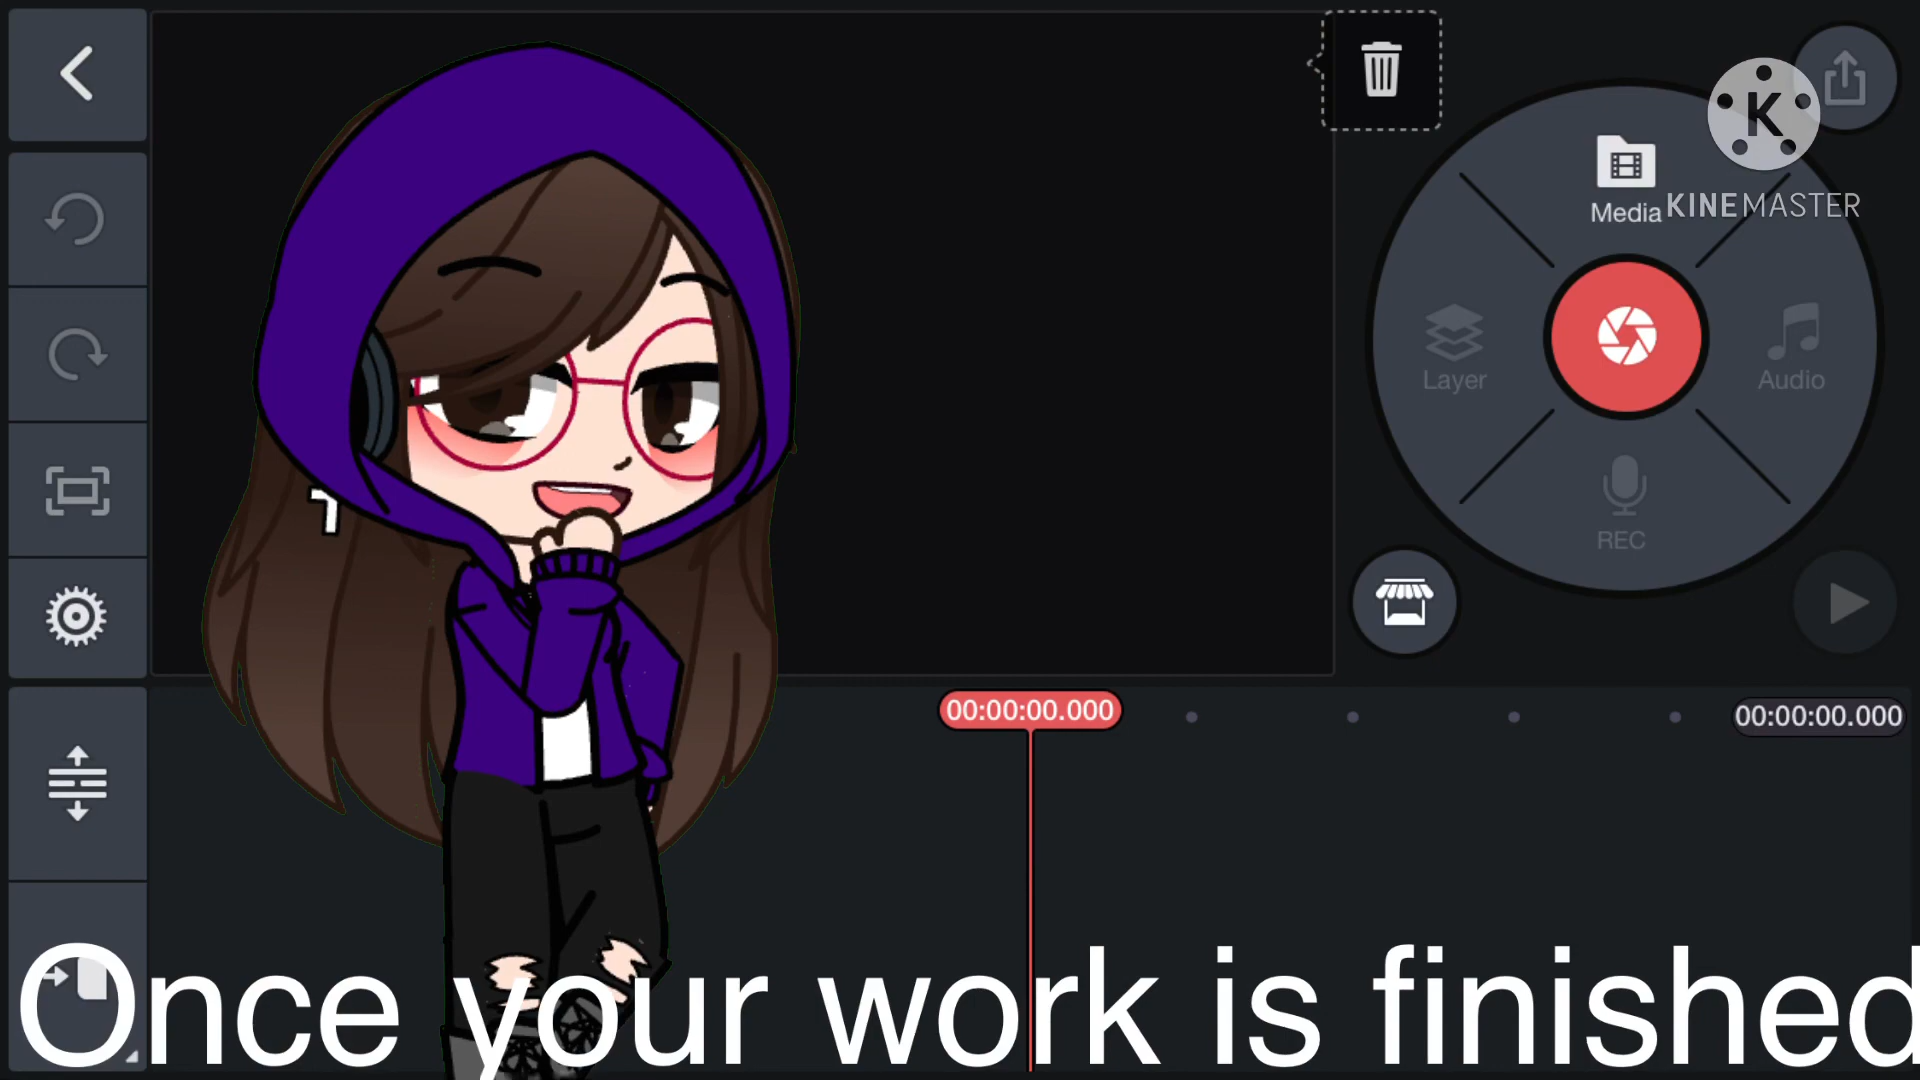 Media
KINEMASTER
K
Layer
Audio
REC
00:00:00.000
00:00:00.000
Once your work is finished